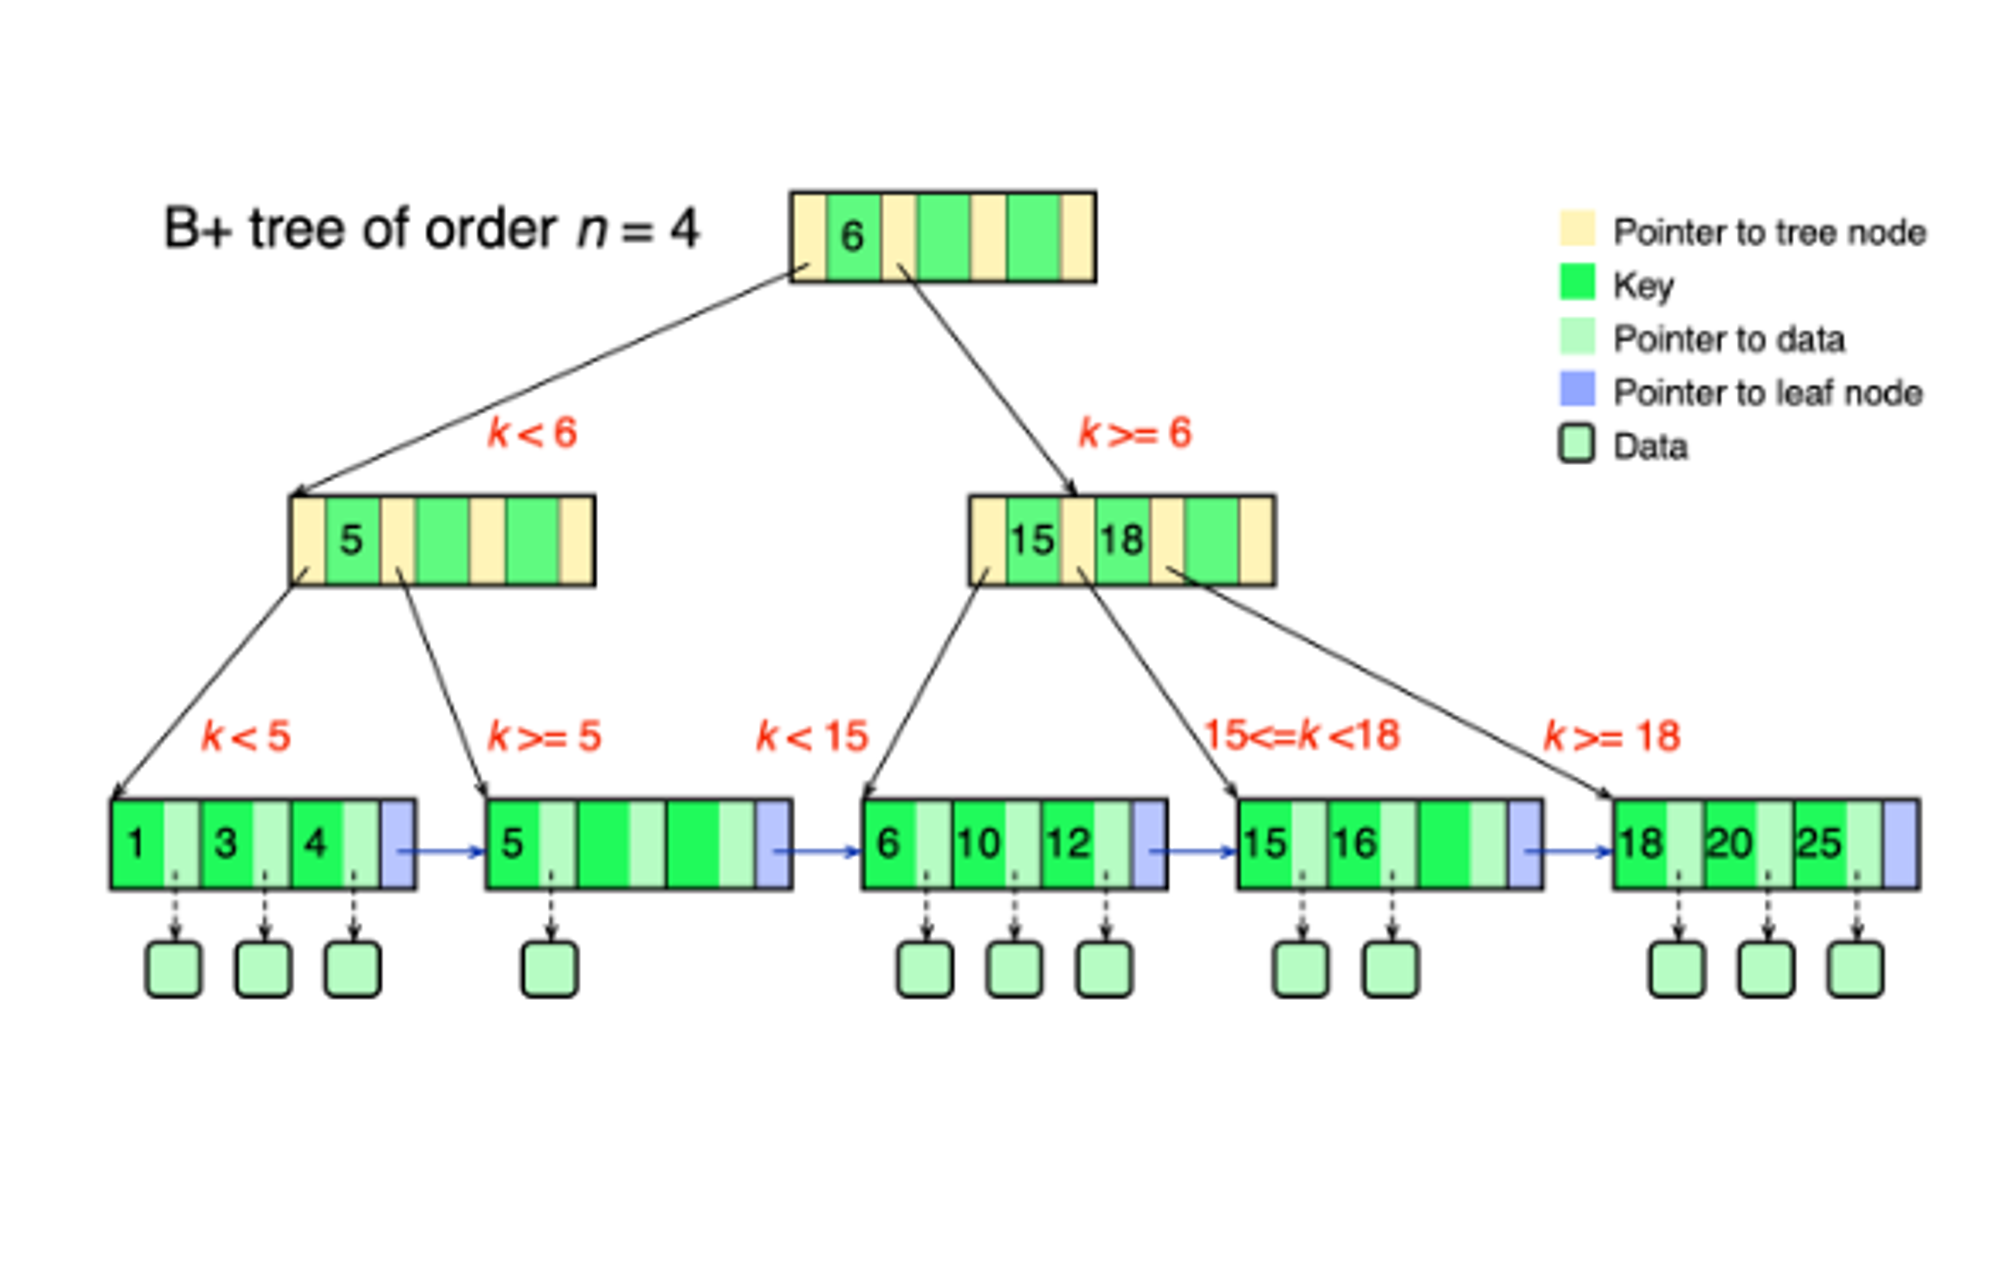 B+ tree of order n = 4
6
Pointer to tree node
Key
Pointer to data
Pointer to leaf node
Data
k < 6
k >= 6
5
15 18
k < 5
k >= 5
k < 15
15<=k <18
k >= 18
1 3 4
5
6 10 12
15 16
18 20 25